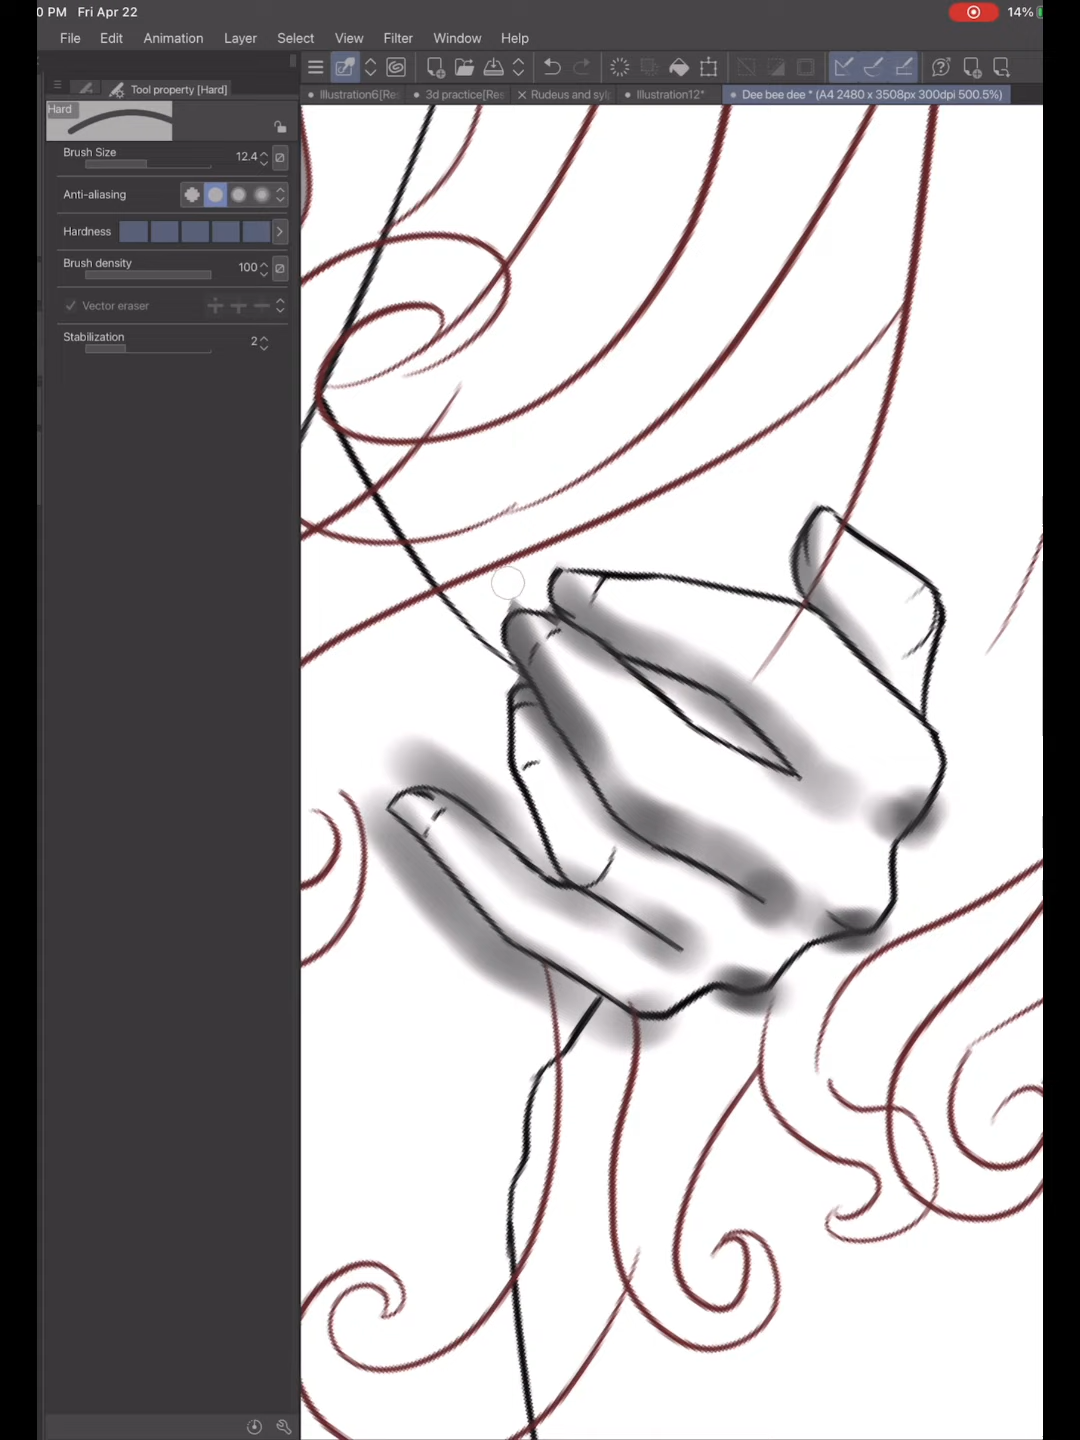 0 PM Fri Apr 22 14%
File Edit Animation Layer Select View Filter Window Help
Tool property [Hard]
Illustration6[Re 3d practice[Res Rudeus and syl Illustration12* Dee bee dee * (A4 2480 x 3508px 300dpi 500.5%)
Hard
Brush Size 12.4
Anti-aliasing
Hardness
Brush density 100
Vector eraser
Stabilization 2